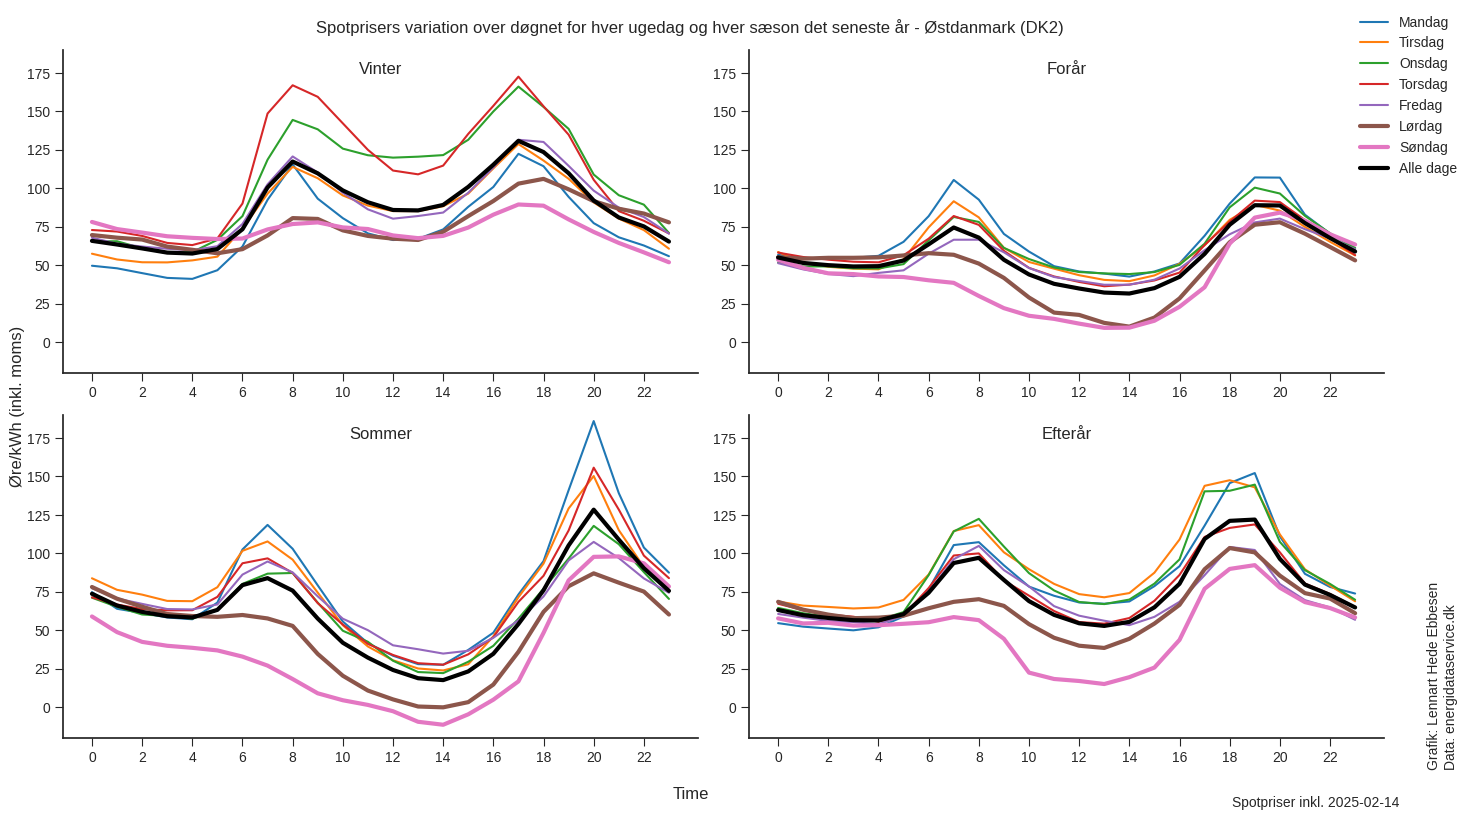 Spotprisers variation over døgnet for hver ugedag og hver sæson det seneste år - Østdanmark (DK2)
Mandag
Tirsdag
Onsdag
Torsdag
Fredag
Lørdag
Søndag
Alle dage
Vinter
175
150
125
100
75
50
25
0
0 2 4 6 8 10 12 14 16 18 20 22
Forår
175
150
125
100
75
50
25
0
0 2 4 6 8 10 12 14 16 18 20 22
Øre/kWh (inkl. moms)
Sommer
175
150
125
100
75
50
25
0
0 2 4 6 8 10 12 14 16 18 20 22
Efterår
175
150
125
100
75
50
25
0
0 2 4 6 8 10 12 14 16 18 20 22
Time
Grafik: Lennart Hede Ebbesen
Data: energidataservice.dk
Spotpriser inkl. 2025-02-14